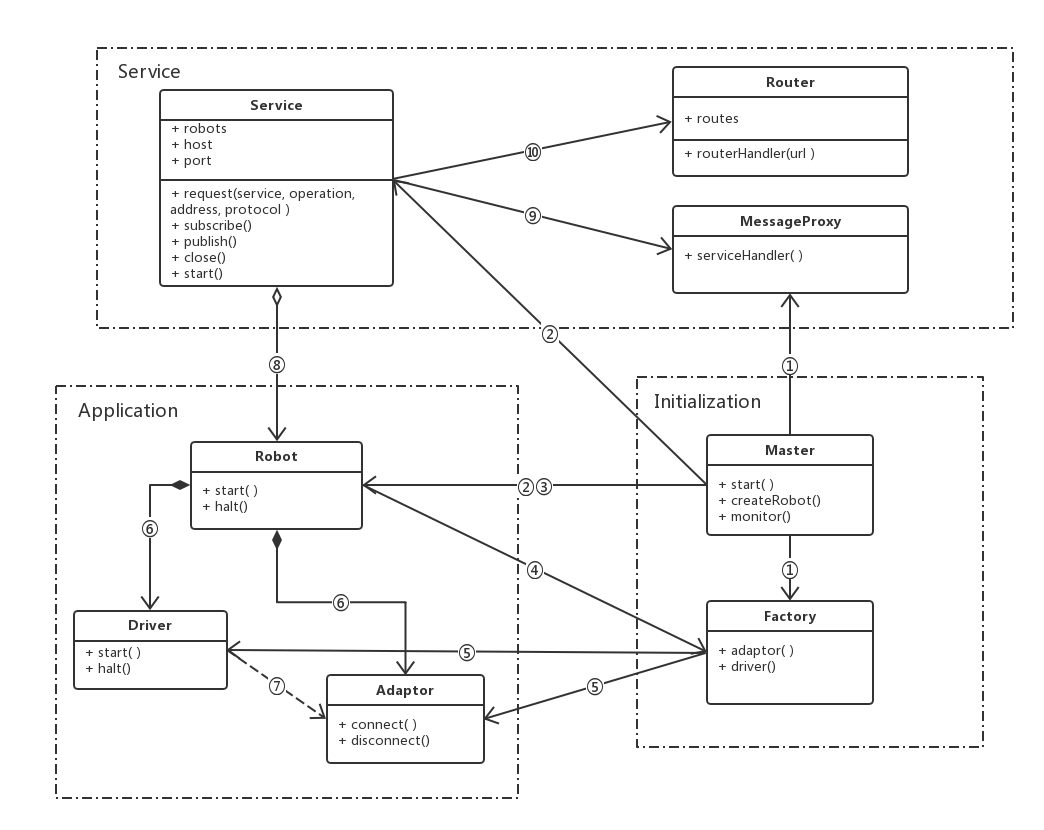 Service
Service
+ robots
+ host
+ port
+ request(service, operation,
address, protocol )
+ subscribe()
+ publish()
+ close()
+ start()
Router
+ routes
+ routerHandler(url )
⑩
⑨
MessageProxy
+ serviceHandler( )
②
⑧
①
Application
Initialization
Robot
+ start( )
+ halt()
②③
Master
+ start( )
+ createRobot()
+ monitor()
⑥
④
①
⑥
Driver
+ start( )
+ halt()
⑤
Factory
+ adaptor( )
+ driver()
⑦
⑤
Adaptor
+ connect( )
+ disconnect()